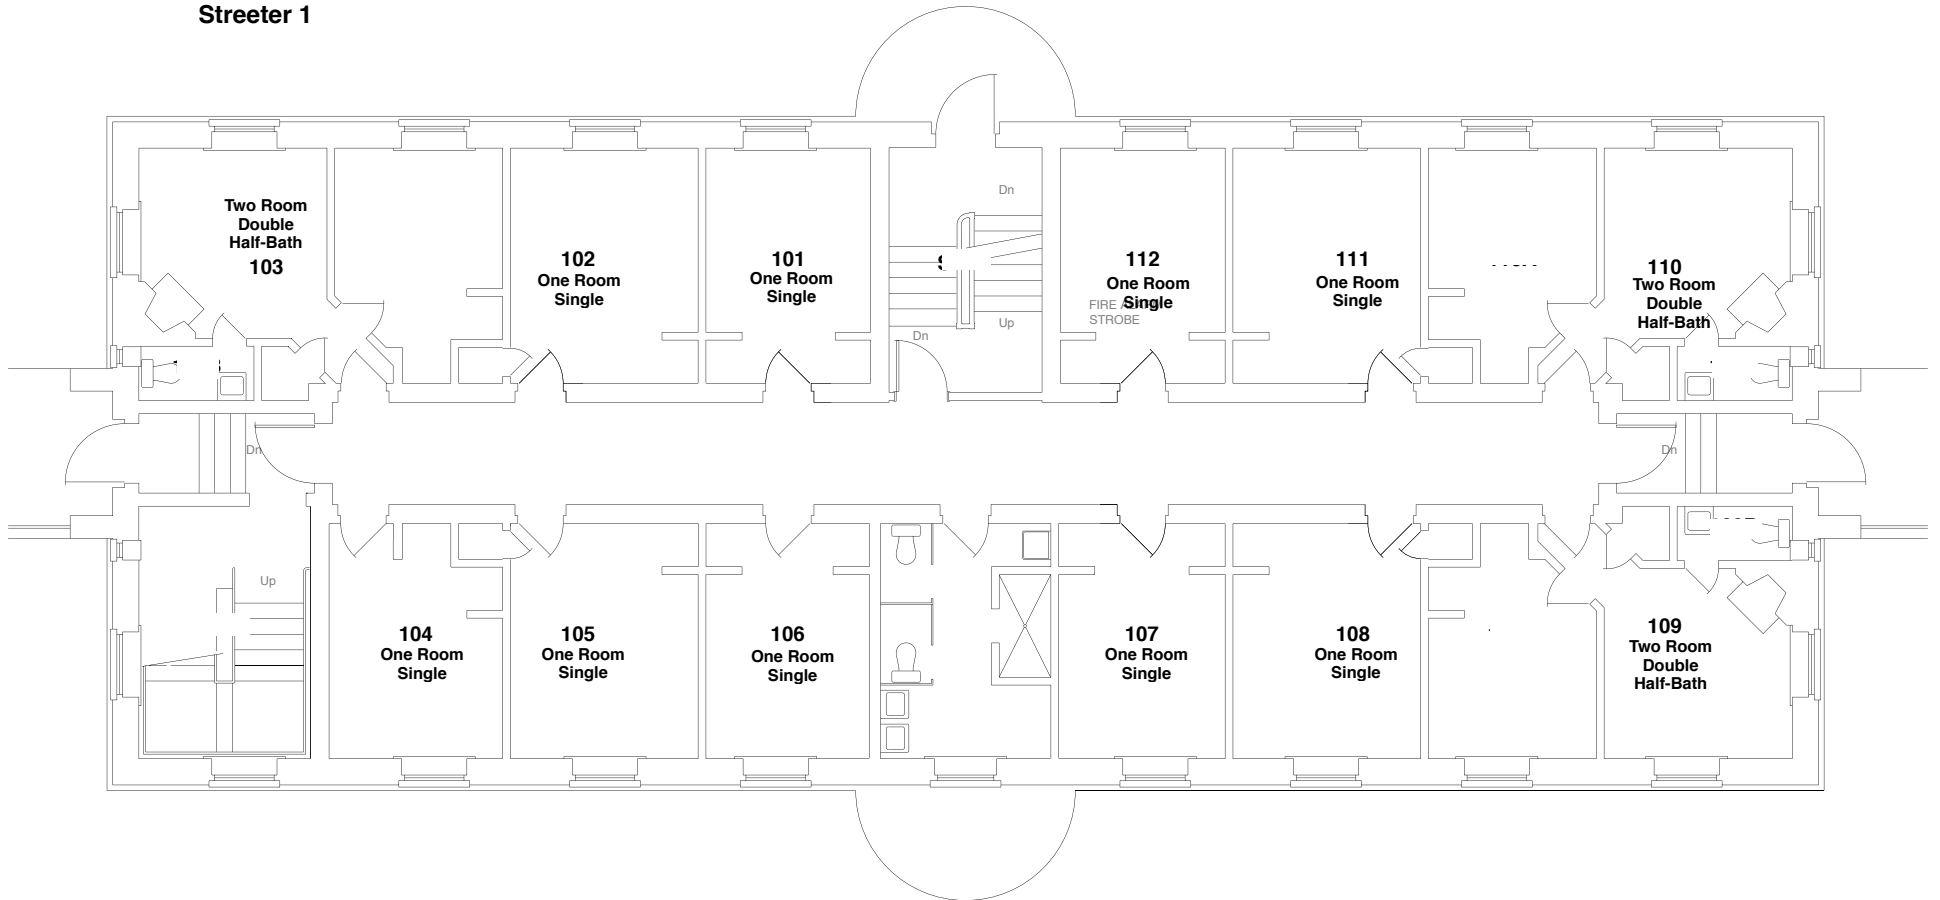 Streeter 1
Two Room
Double
Half-Bath
103
102
One Room
Single
101
One Room
Single
Dn
Dn
Up
112
One Room
Single
FIRE ALARM
STROBE
111
One Room
Single
110
Two Room
Double
Half-Bath
Dn
Dn
Up
104
One Room
Single
105
One Room
Single
106
One Room
Single
107
One Room
Single
108
One Room
Single
109
Two Room
Double
Half-Bath